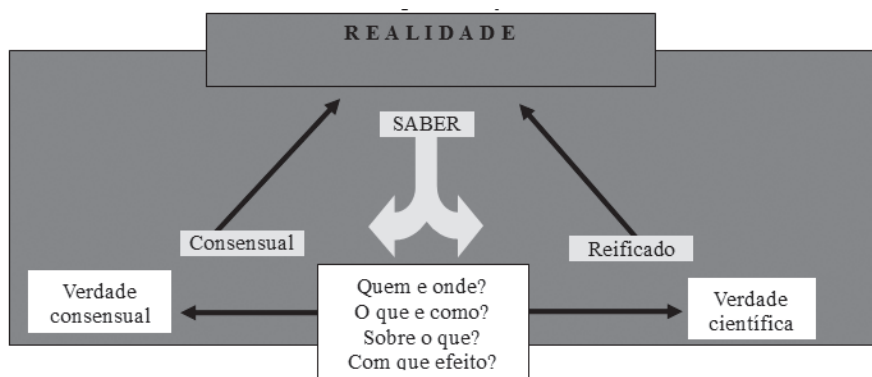 REALIDADE
SABER
Consensual
Reificado
Verdade
consensual
Quem e onde?
O que e como?
Sobre o que?
Com que efeito?
Verdade
científica